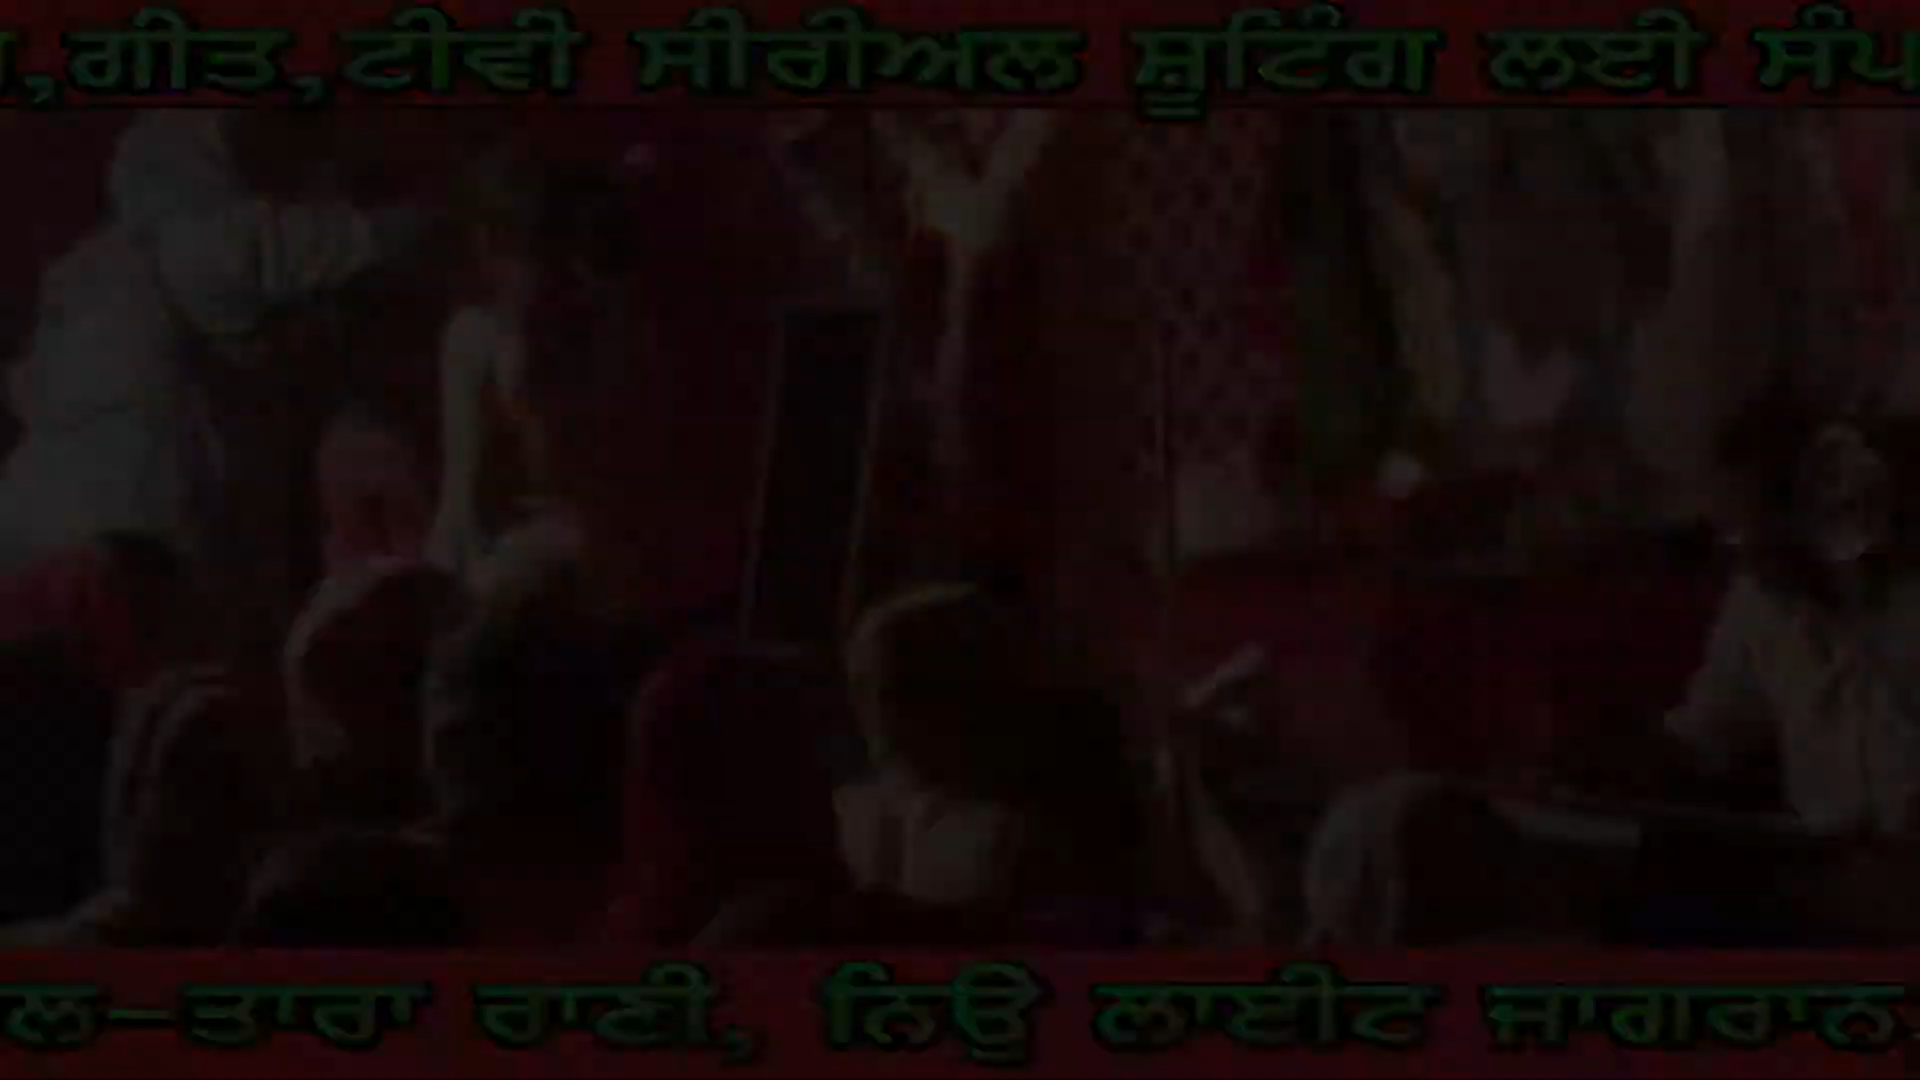 ,ਗੀਤ,ਟੀਵੀ ਸੀਰੀਅਲ ਸ਼ੂਟਿੰਗ ਲਈ ਸੰਪ
ਲ-ਤਾਰਾ ਰਾਣੀ, ਨਿਊ ਲਾਈਟ ਜ਼ਾਗਰਾਨ